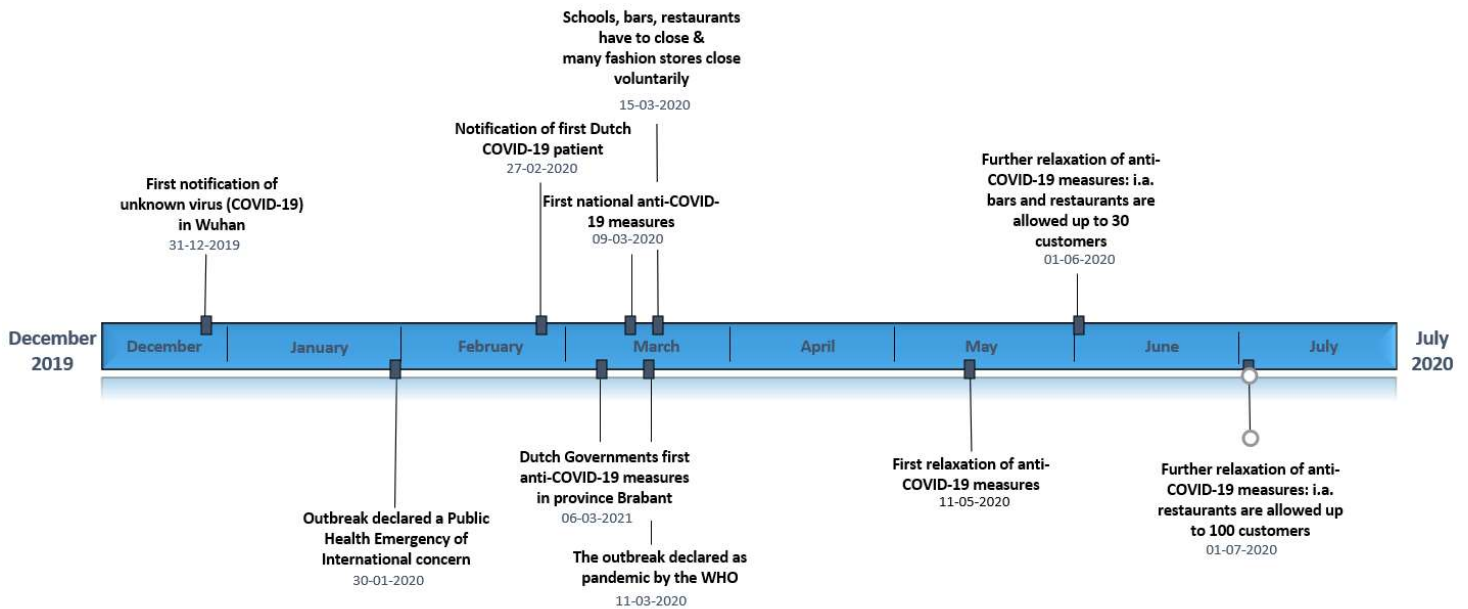 Schools, bars, restaurants
have to close &
many fashion stores close
voluntarily
15-03-2020
Notification of first Dutch
COVID-19 patient
27-02-2020
First notification of
unknown virus (COVID-19)
in Wuhan
31-12-2019
First national anti-COVID-
19 measures
09-03-2020
Further relaxation of anti-
COVID-19 measures: i.a.
bars and restaurants are
allowed up to 30
customers
01-06-2020
December
2019
December
January
February
March
April
May
June
July
July
2020
Outbreak declared a Public
Health Emergency of
International concern
30-01-2020
Dutch Governments first
anti-COVID-19 measures
in province Brabant
06-03-2021
The outbreak declared as
pandemic by the WHO
11-03-2020
First relaxation of anti-
COVID-19 measures
11-05-2020
Further relaxation of anti-
COVID-19 measures: i.a.
restaurants are allowed up
to 100 customers
01-07-2020